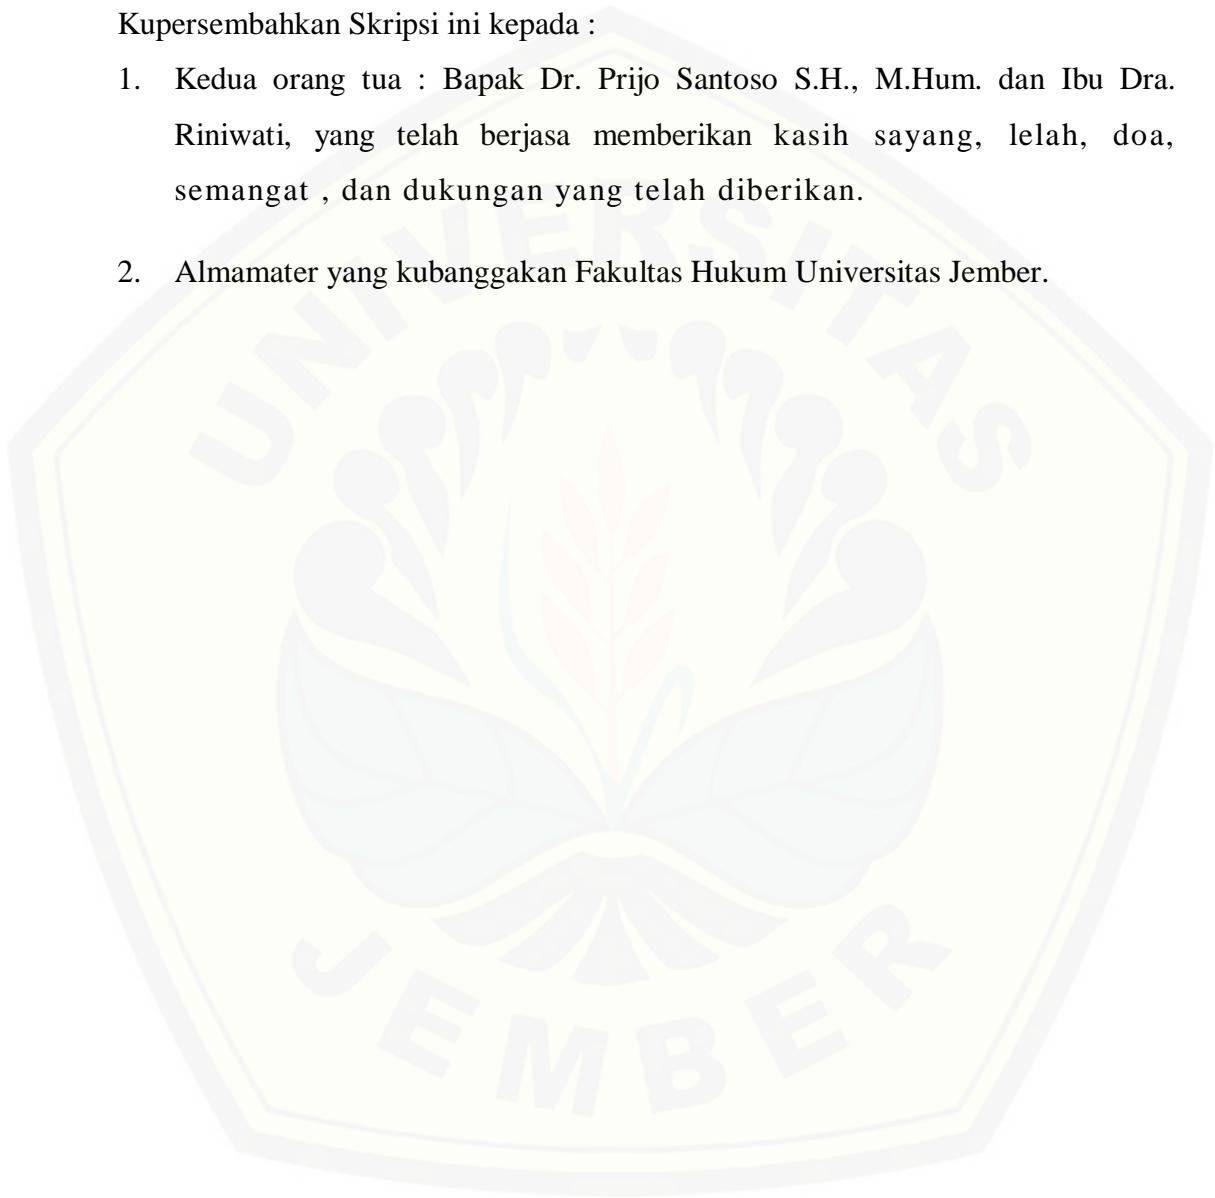 Kupersembahkan Skripsi ini kepada :
1. Kedua orang tua : Bapak Dr. Prijo Santoso S.H., M.Hum. dan Ibu Dra.
Riniwati, yang telah berjasa memberikan kasih sayang, lelah, doa,
semangat , dan dukungan yang telah diberikan.
2. Almamater yang kubanggakan Fakultas Hukum Universitas Jember.
UNIVERSITAS
JEMBER